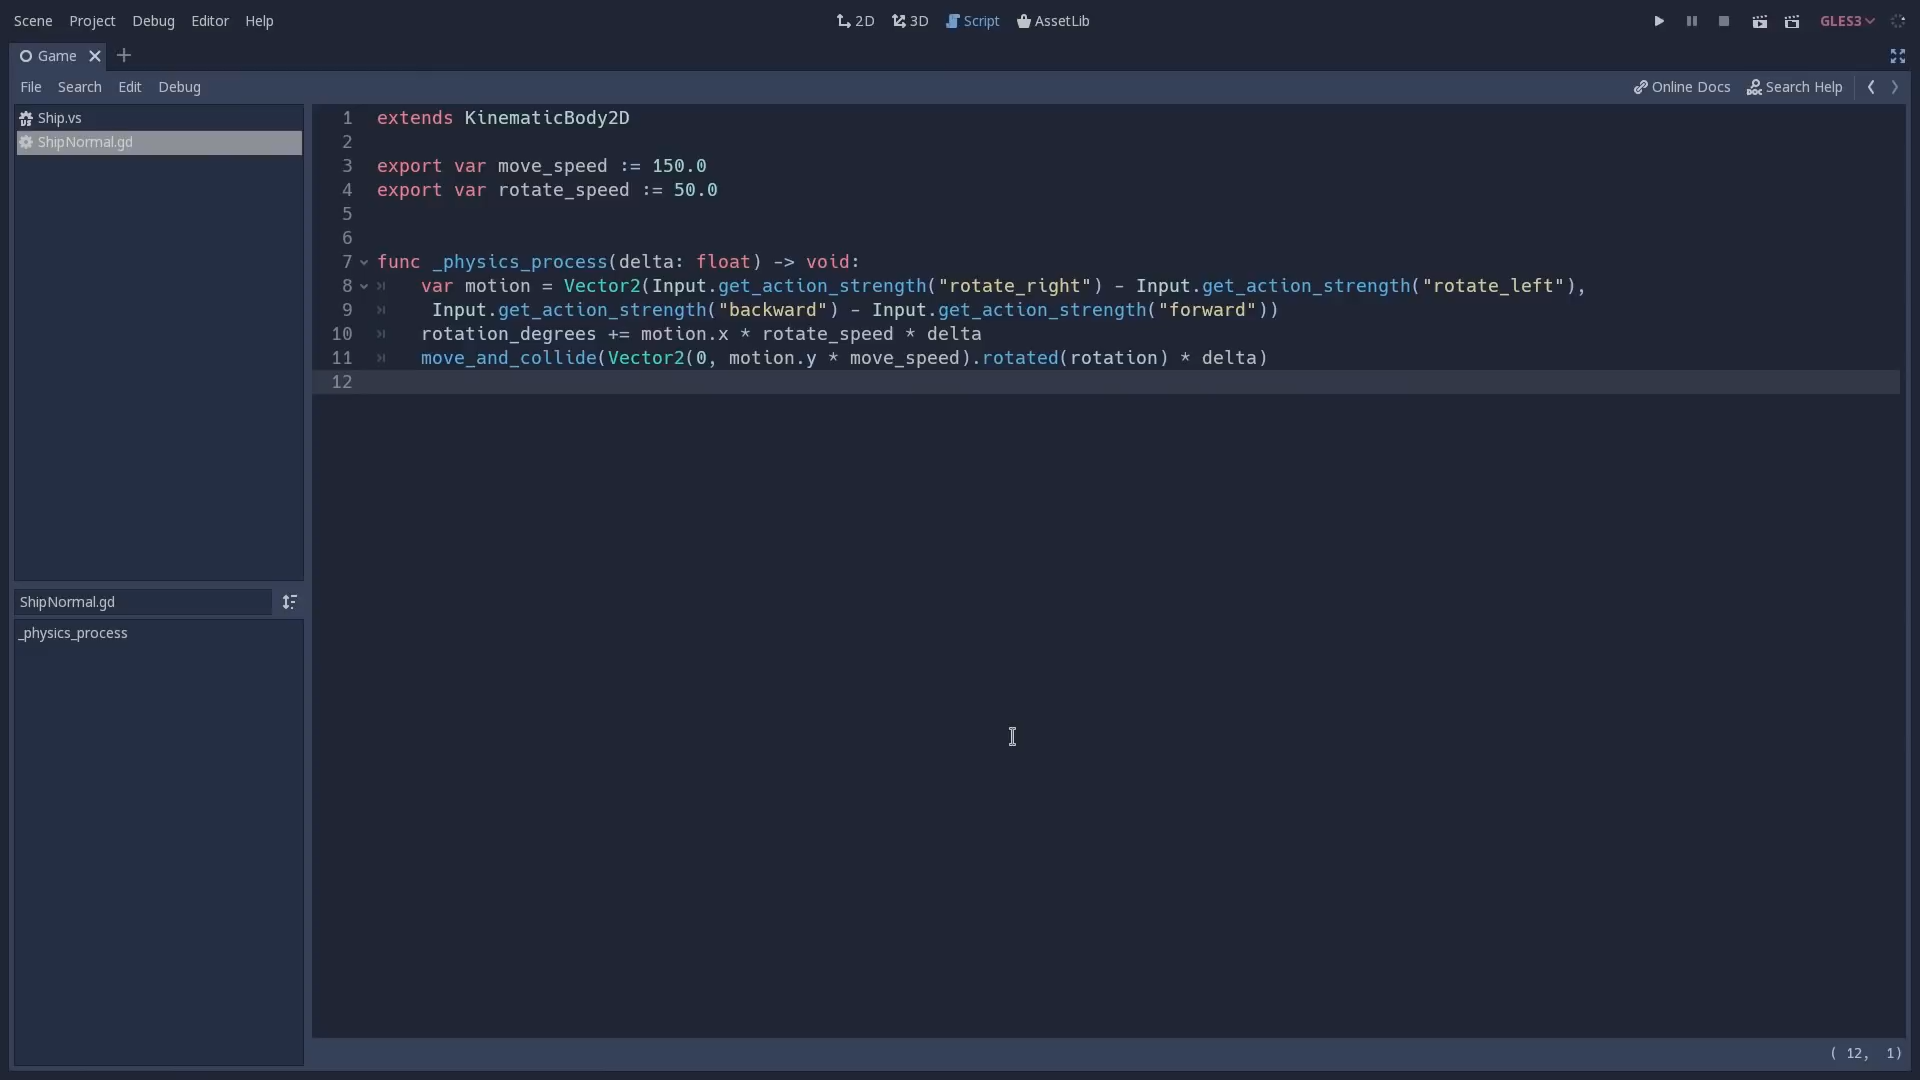 Scene Project Debug Editor Help 2D 3D Script AssetLib GLES3
Game
File Search Edit Debug Online Docs Search Help
Ship.vs
ShipNormal.gd
ShipNormal.gd
_physics_process
1 extends KinematicBody2D
2
3 export var move_speed := 150.0
4 export var rotate_speed := 50.0
5
6
7 func _physics_process(delta: float) -> void:
8 var motion = Vector2(Input.get_action_strength("rotate_right") - Input.get_action_strength("rotate_left"),
9 Input.get_action_strength("backward") - Input.get_action_strength("forward"))
10 rotation_degrees += motion.x * rotate_speed * delta
11 move_and_collide(Vector2(0, motion.y * move_speed).rotated(rotation) * delta)
12
( 12, 1)